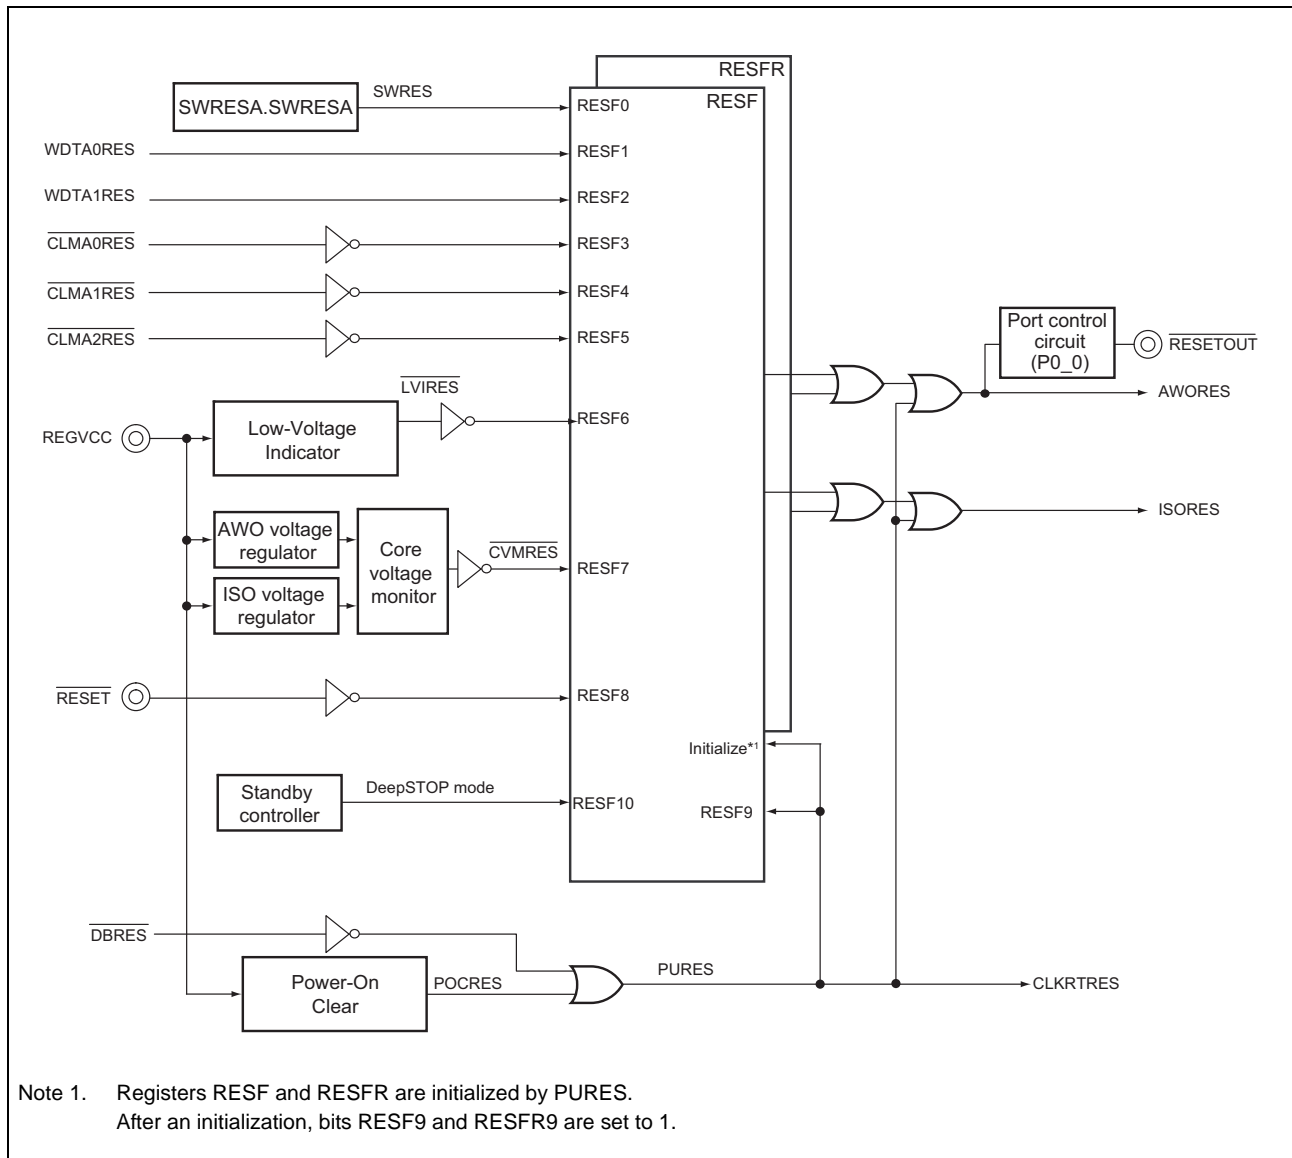 RESFR
RESF
SWRESA.SWRESA
SWRES
RESF0
WDTA0RES
RESF1
WDTA1RES
RESF2
CLMA0RES
RESF3
CLMA1RES
RESF4
CLMA2RES
RESF5
Port control
circuit
(P0_0)
RESETOUT
LVIRES
AWORES
REGVCC
Low-Voltage
Indicator
RESF6
ISORES
AWO voltage
regulator
ISO voltage
regulator
Core
voltage
monitor
CVMRES
RESF7
RESET
RESF8
Initialize*1
Standby
controller
DeepSTOP mode
RESF10
RESF9
DBRES
Power-On
Clear
POCRES
PURES
CLKRTRES
Note 1. Registers RESF and RESFR are initialized by PURES.
After an initialization, bits RESF9 and RESFR9 are set to 1.